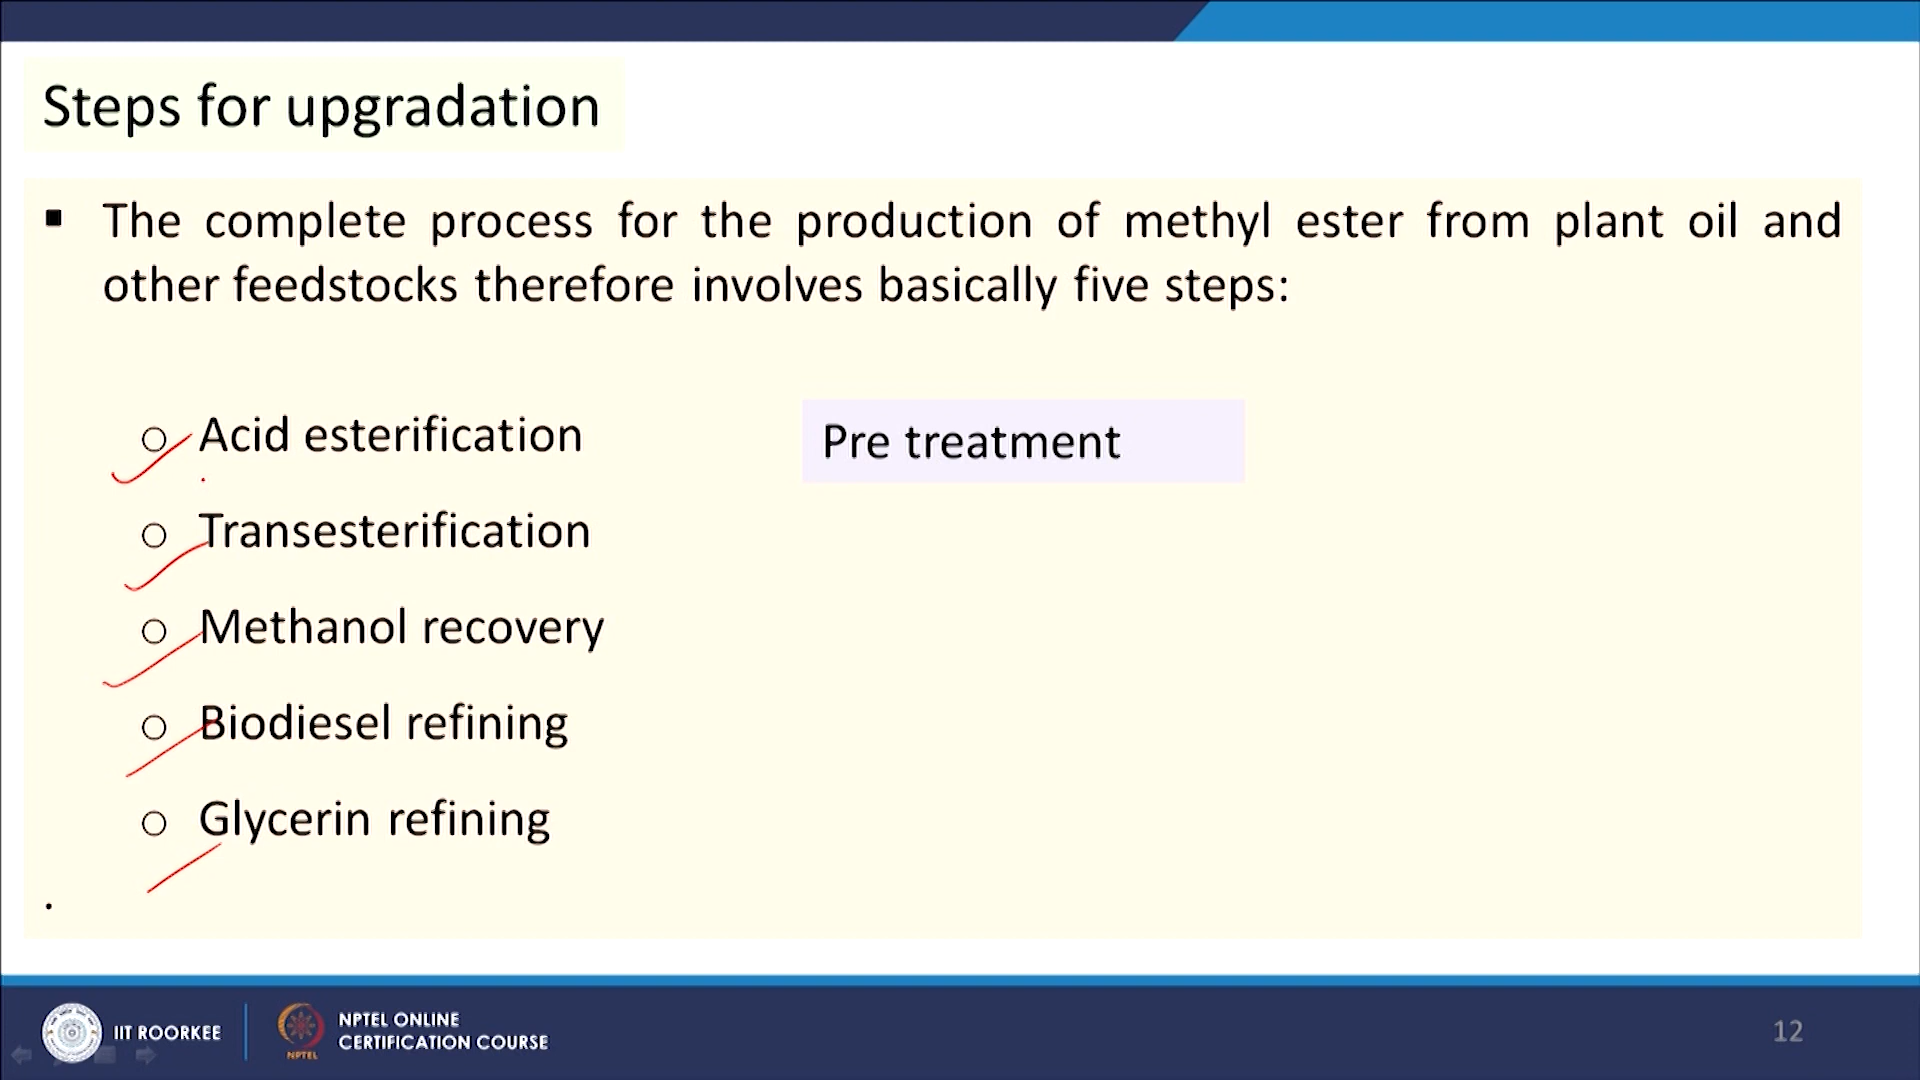 Steps for upgradation
▪ The complete process for the production of methyl ester from plant oil and
other feedstocks therefore involves basically five steps:
o Acid esterification
Pre treatment
o Transesterification
o Methanol recovery
o Biodiesel refining
o Glycerin refining
.
IIT ROORKEE
NPTEL
NPTEL ONLINE
CERTIFICATION COURSE
12